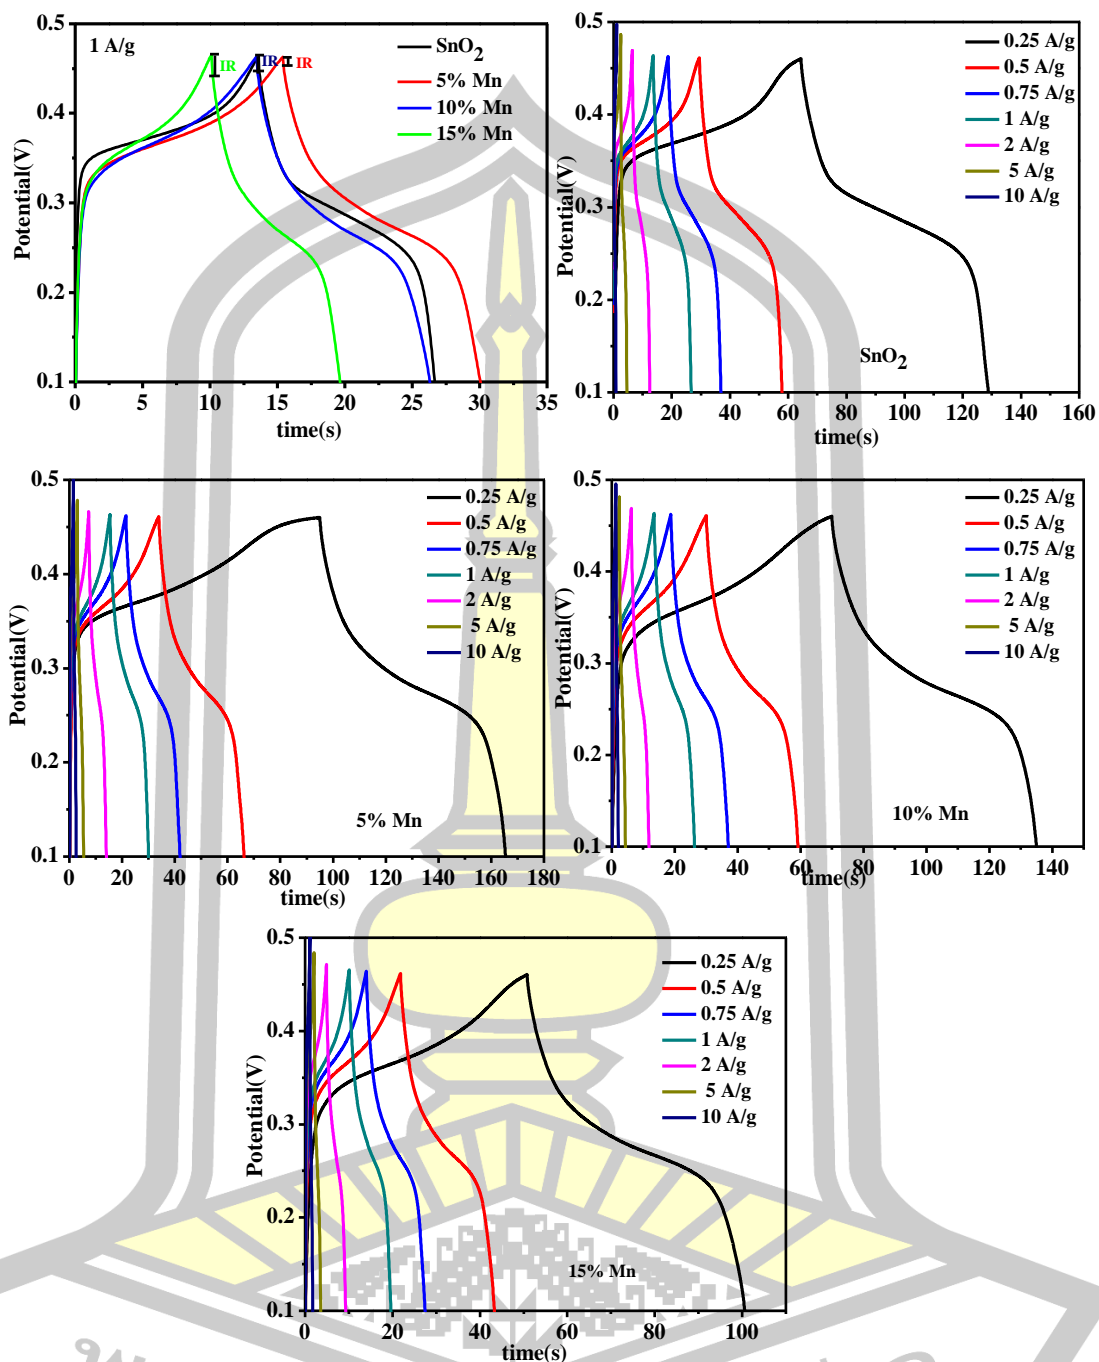 1 A/g
SnO2
5% Mn
10% Mn
15% Mn
IR
IR
IR
0.5
0.4
0.3
0.2
0.1
Potential(V)
0 5 10 15 20 25 30 35
time(s)
0.25 A/g
0.5 A/g
0.75 A/g
1 A/g
2 A/g
5 A/g
10 A/g
SnO2
0.5
0.4
0.3
0.2
0.1
Potential(V)
0 20 40 60 80 100 120 140 160
time(s)
0.25 A/g
0.5 A/g
0.75 A/g
1 A/g
2 A/g
5 A/g
10 A/g
5% Mn
0.5
0.4
0.3
0.2
0.1
Potential(V)
0 20 40 60 80 100 120 140 160 180
time(s)
0.25 A/g
0.5 A/g
0.75 A/g
1 A/g
2 A/g
5 A/g
10 A/g
10% Mn
0.5
0.4
0.3
0.2
0.1
Potential(V)
0 20 40 60 80 100 120 140
time(s)
0.25 A/g
0.5 A/g
0.75 A/g
1 A/g
2 A/g
5 A/g
10 A/g
15% Mn
0.5
0.4
0.3
0.2
0.1
Potential(V)
0 20 40 60 80 100
time(s)